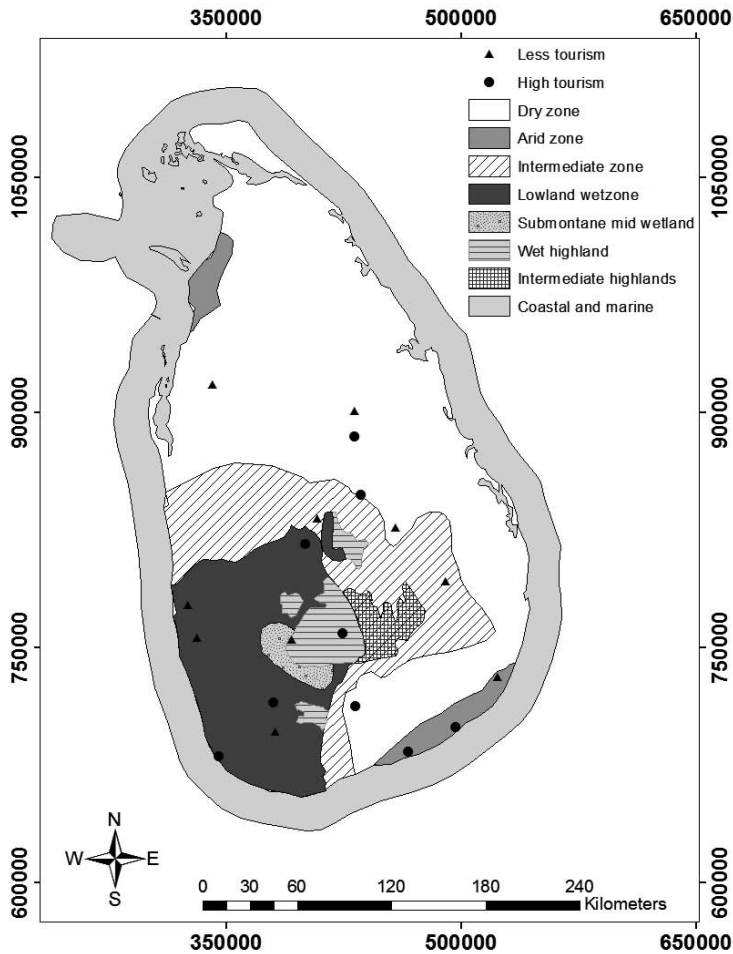 350000 500000 650000
Less tourism
High tourism
Dry zone
Arid zone
Intermediate zone
Lowland wetzone
Submontane mid wetland
Wet highland
Intermediate highlands
Coastal and marine
1050000
900000
750000
600000
N
W E
S
0 30 60 120 180 240
Kilometers
350000 500000 650000
1050000
900000
750000
600000